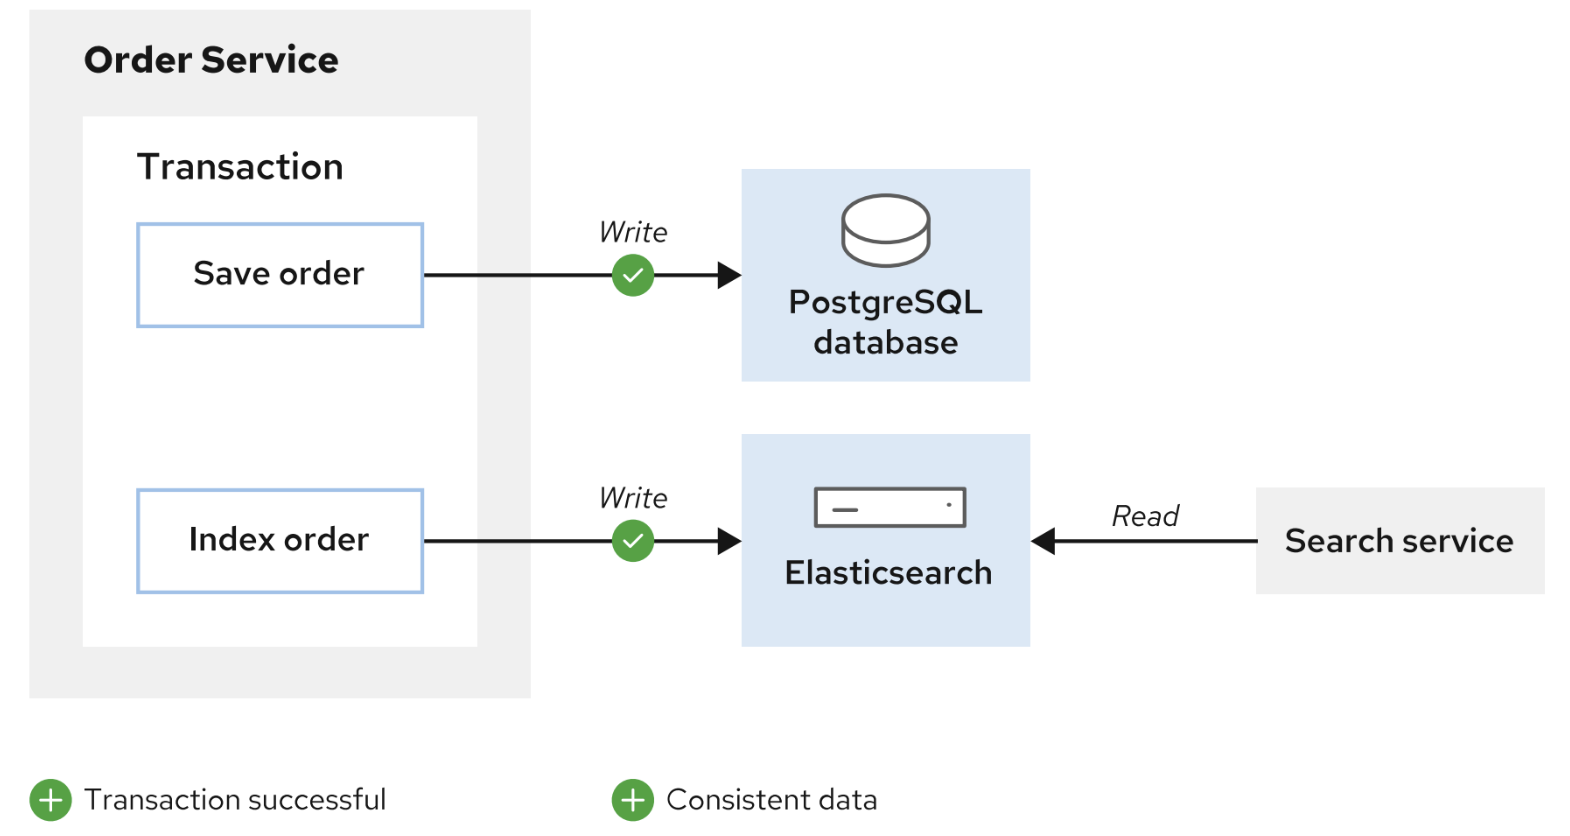 Order Service
Transaction
Save order
Write
PostgreSQL
database
Index order
Write
Elasticsearch
Read
Search service
Transaction successful
Consistent data